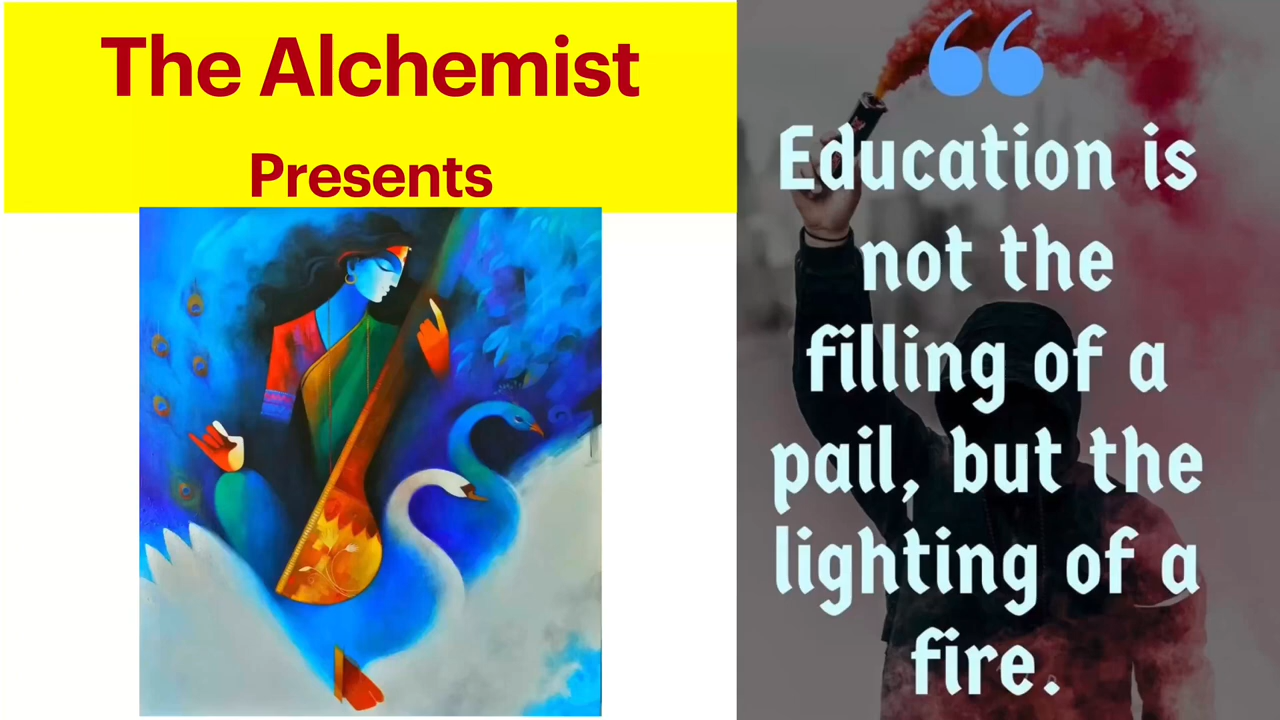 The Alchemist
Presents
“
Education is
not the
filling of a
pail, but the
lighting of a
fire.